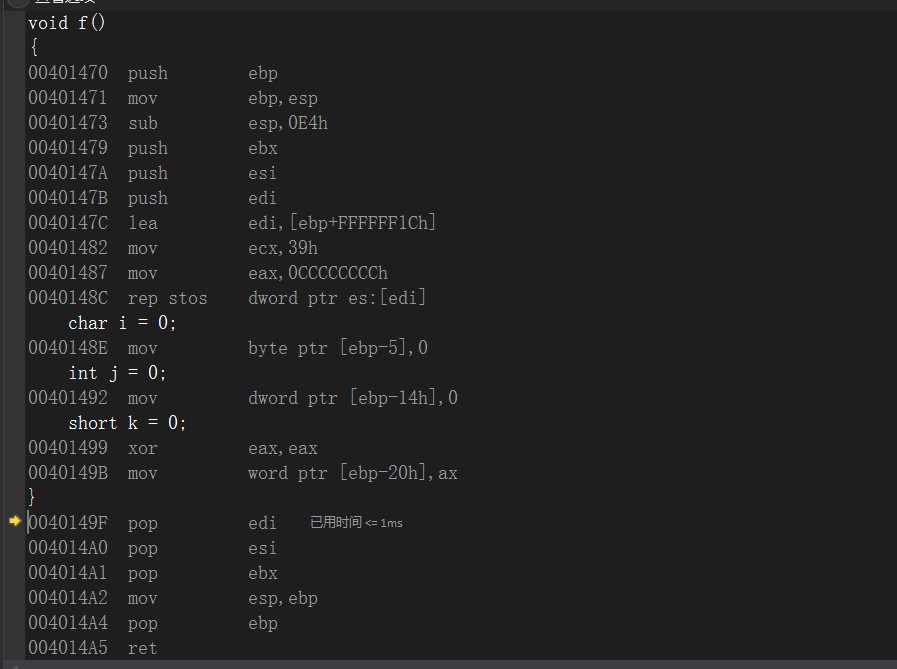 void f()
{
00401470 push ebp
00401471 mov ebp,esp
00401473 sub esp,0E4h
00401479 push ebx
0040147A push esi
0040147B push edi
0040147C lea edi,[ebp+FFFFFF1Ch]
00401482 mov ecx,39h
00401487 mov eax,0CCCCCCCCh
0040148C rep stos dword ptr es:[edi]
char i = 0;
0040148E mov byte ptr [ebp-5],0
int j = 0;
00401492 mov dword ptr [ebp-14h],0
short k = 0;
00401499 xor eax,eax
0040149B mov word ptr [ebp-20h],ax
}
0040149F pop edi 已用时间 <= 1ms
004014A0 pop esi
004014A1 pop ebx
004014A2 mov esp,ebp
004014A4 pop ebp
004014A5 ret